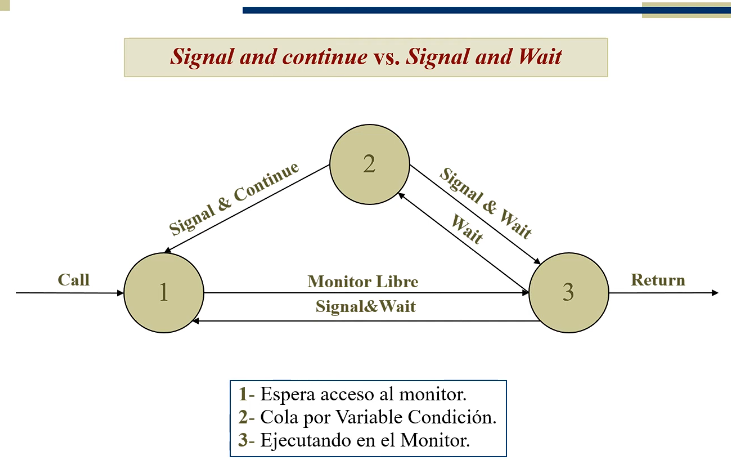 Signal and continue vs. Signal and Wait
2
Signal & Continue
Signal & Wait
Wait
Call
1
Monitor Libre
Signal&Wait
3
Return
1- Espera acceso al monitor.
2- Cola por Variable Condición.
3- Ejecutando en el Monitor.